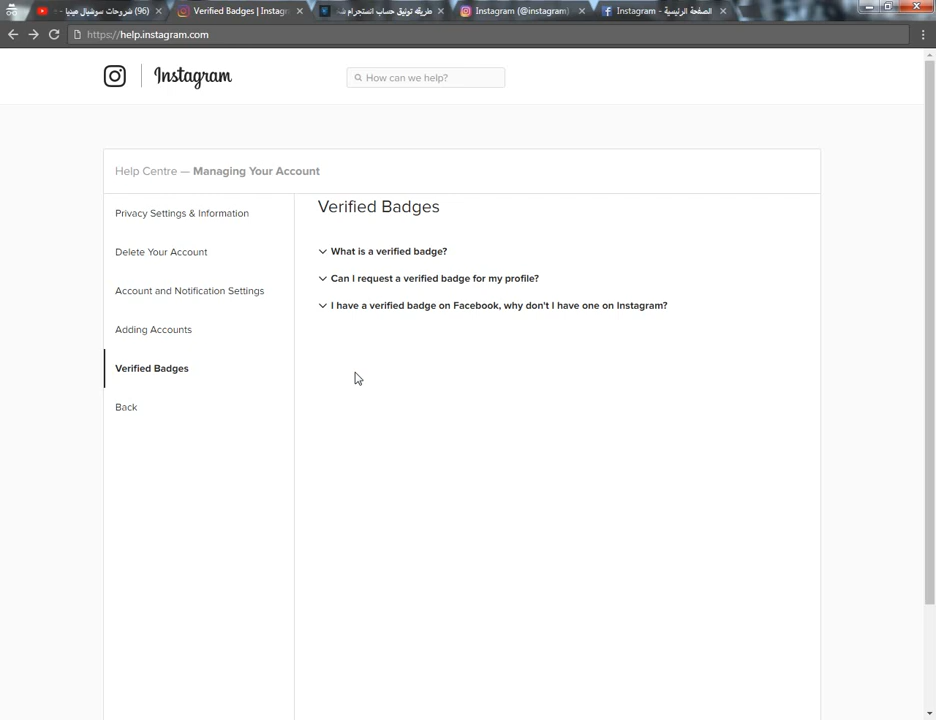 (96) شروحات سوشيال ميديا -
Verified Badges | Instag
طريقة توثيق حساب انستجرام ش
Instagram (@instagram)
الصفحة الرئيسية - Instagram
https://help.instagram.com
Instagram
How can we help?
Help Centre — Managing Your Account
Privacy Settings & Information
Delete Your Account
Account and Notification Settings
Adding Accounts
Verified Badges
Back
Verified Badges
What is a verified badge?
Can I request a verified badge for my profile?
I have a verified badge on Facebook, why don't I have one on Instagram?